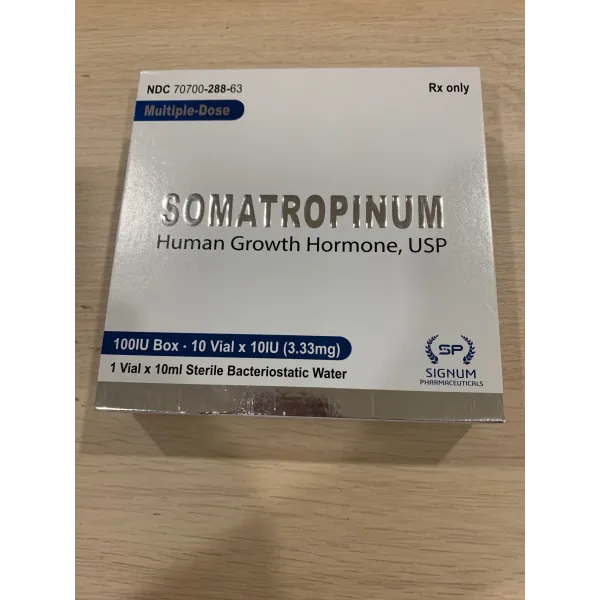 NDC 70700-288-63
Rx only
Multiple-Dose
SOMATROPINUM
Human Growth Hormone, USP
100IU Box · 10 Vial x 10IU (3.33mg)
1 Vial x 10ml Sterile Bacteriostatic Water
SP
SIGNUM
PHARMACEUTICALS